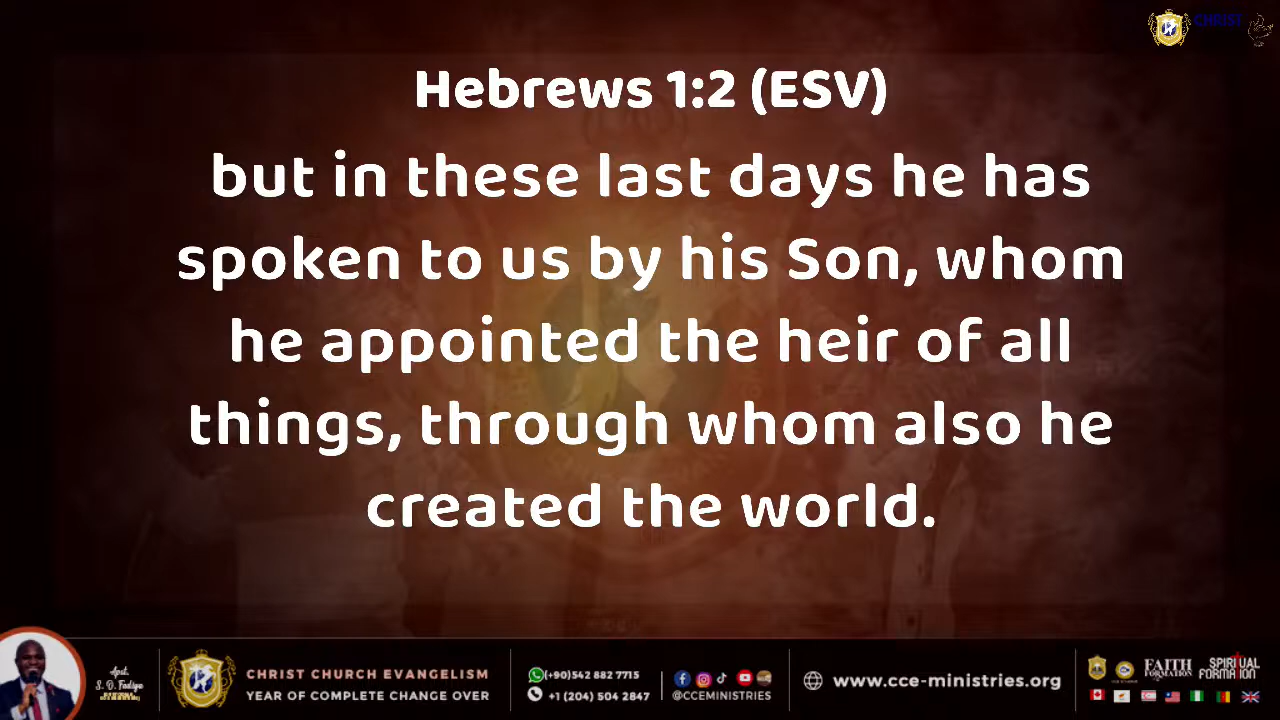 CHRIST
Hebrews 1:2 (ESV)
but in these last days he has
spoken to us by his Son, whom
he appointed the heir of all
things, through whom also he
created the world.
Apst.
CHRIST CHURCH EVANGELISM
YEAR OF COMPLETE CHANGE OVER
(+90)542 882 7715
+1 (204) 504 2847
@CCEMINISTRIES
www.cce-ministries.org
FAITH
FORMATION
SPIRITUAL
FORMATION